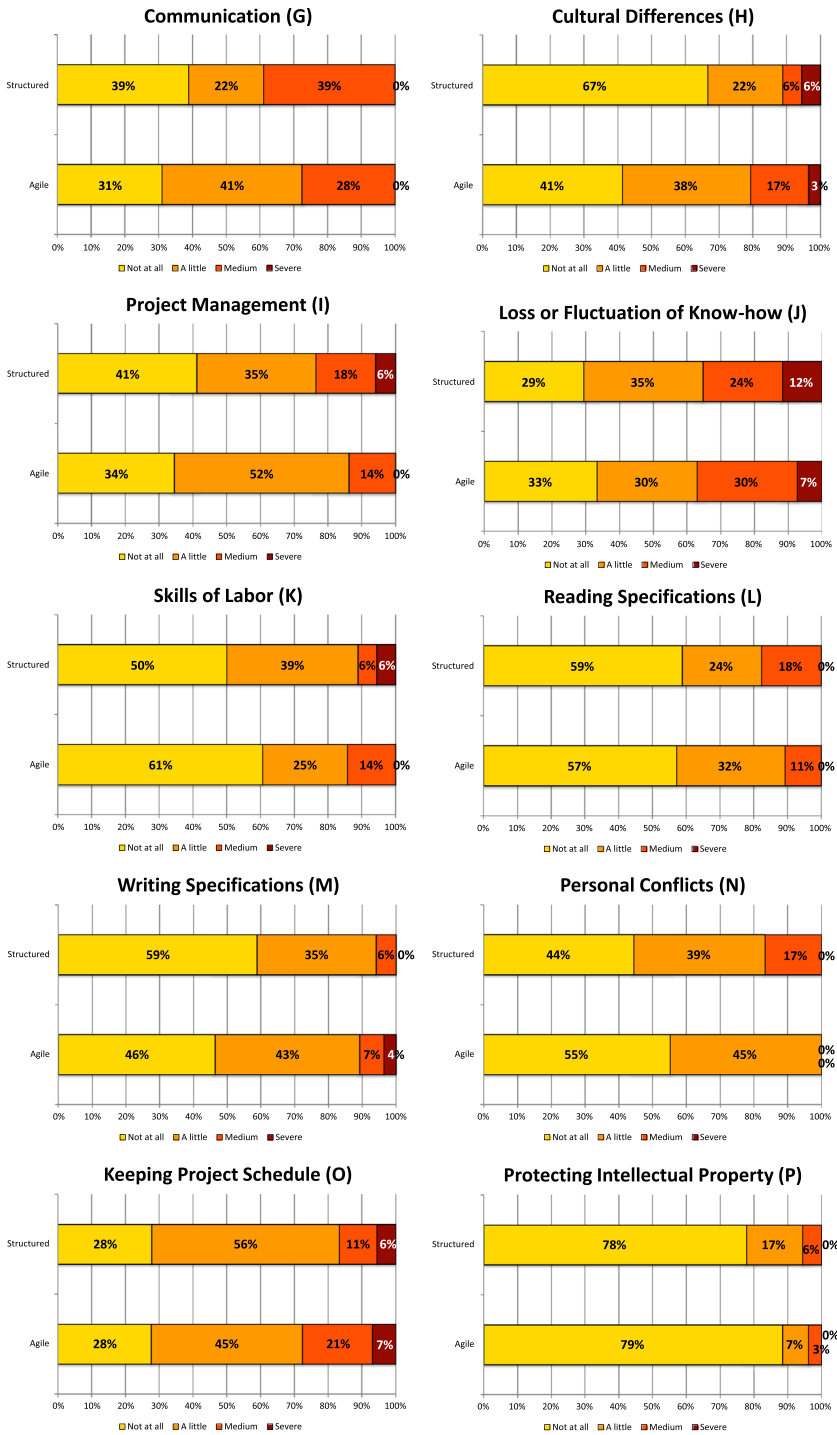 Communication (G)
Structured
39%
22%
39%
0%
Agile
31%
41%
28%
0%
0% 10% 20% 30% 40% 50% 60% 70% 80% 90% 100%
Not at all A little Medium Severe
Cultural Differences (H)
Structured
67%
22%
6%
6%
Agile
41%
38%
17%
3%
0% 10% 20% 30% 40% 50% 60% 70% 80% 90% 100%
Not at all A little Medium Severe
Project Management (I)
Structured
41%
35%
18%
6%
Agile
34%
52%
14%
0%
0% 10% 20% 30% 40% 50% 60% 70% 80% 90% 100%
Not at all A little Medium Severe
Loss or Fluctuation of Know-how (J)
Structured
29%
35%
24%
12%
Agile
33%
30%
30%
7%
0% 10% 20% 30% 40% 50% 60% 70% 80% 90% 100%
Not at all A little Medium Severe
Skills of Labor (K)
Structured
50%
39%
6%
6%
Agile
61%
25%
14%
0%
0% 10% 20% 30% 40% 50% 60% 70% 80% 90% 100%
Not at all A little Medium Severe
Reading Specifications (L)
Structured
59%
24%
18%
0%
Agile
57%
32%
11%
0%
0% 10% 20% 30% 40% 50% 60% 70% 80% 90% 100%
Not at all A little Medium Severe
Writing Specifications (M)
Structured
59%
35%
6%
0%
Agile
46%
43%
7%
4%
0% 10% 20% 30% 40% 50% 60% 70% 80% 90% 100%
Not at all A little Medium Severe
Personal Conflicts (N)
Structured
44%
39%
17%
0%
Agile
55%
45%
0%
0%
0% 10% 20% 30% 40% 50% 60% 70% 80% 90% 100%
Not at all A little Medium Severe
Keeping Project Schedule (O)
Structured
28%
56%
11%
6%
Agile
28%
45%
21%
7%
0% 10% 20% 30% 40% 50% 60% 70% 80% 90% 100%
Not at all A little Medium Severe
Protecting Intellectual Property (P)
Structured
78%
17%
6%
0%
Agile
79%
7%
3%
0%
0% 10% 20% 30% 40% 50% 60% 70% 80% 90% 100%
Not at all A little Medium Severe